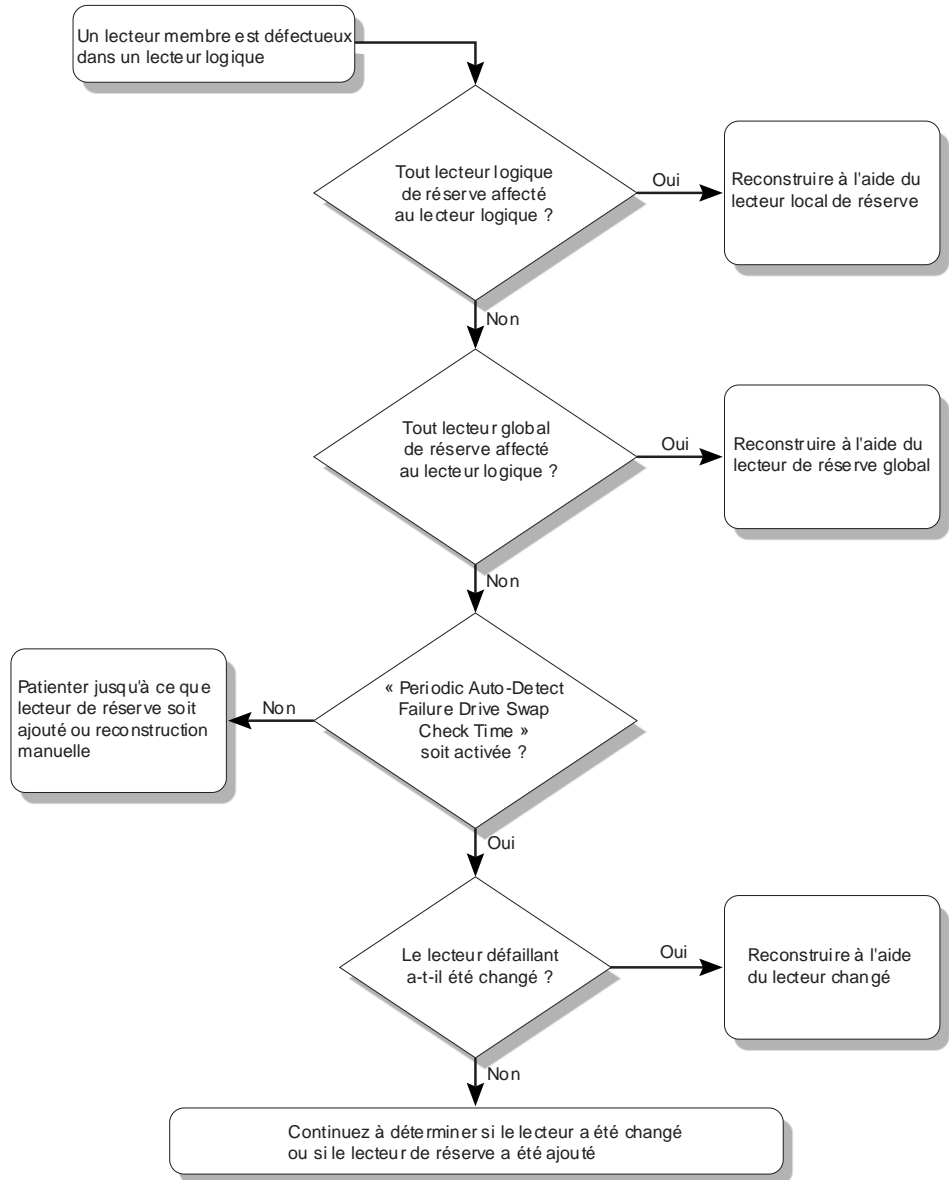 Un lecteur membre est défectueux
dans un lecteur logique
Tout lecteur logique
de réserve affecté
au lecteur logique ?
Oui
Reconstruire à l'aide du
lecteur local de réserve
Non
Tout lecteur global
de réserve affecté
au lecteur logique ?
Oui
Reconstruire à l'aide du
lecteur de réserve global
Non
« Periodic Auto-Detect
Failure Drive Swap
Check Time »
soit activée ?
Non
Patienter jusqu'à ce que
lecteur de réserve soit
ajouté ou reconstruction
manuelle
Oui
Le lecteur défaillant
a-t-il été changé ?
Oui
Reconstruire à l'aide
du lecteur changé
Non
Continuez à déterminer si le lecteur a été changé
ou si le lecteur de réserve a été ajouté